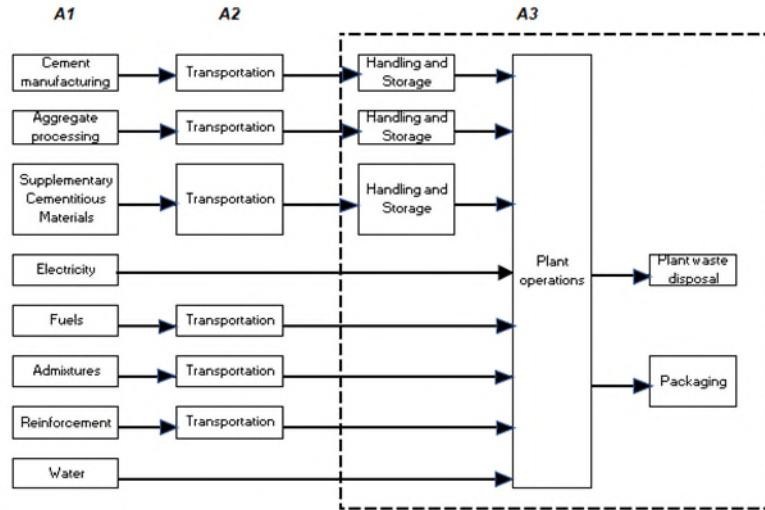 A1 A2 A3
Cement
manufacturing
Transportation
Handling and
Storage
Aggregate
processing
Transportation
Handling and
Storage
Supplementary
Cementitious
Materials
Transportation
Handling and
Storage
Electricity
Plant
operations
Plant waste
disposal
Fuels
Transportation
Admixtures
Transportation
Packaging
Reinforcement
Transportation
Water